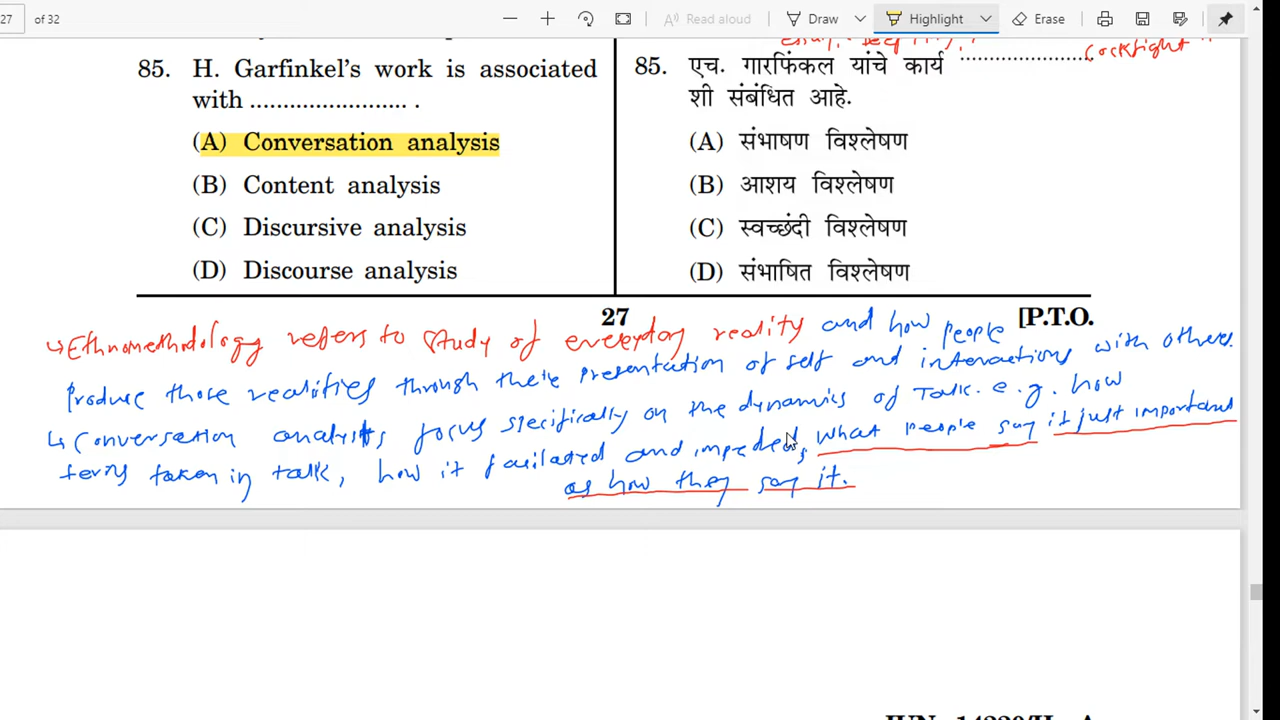 27 of 32
Read aloud
Draw
Highlight
Erase
Cockfight
85. H. Garfinkel's work is associated
with ........................ .
(A) Conversation analysis
(B) Content analysis
(C) Discursive analysis
(D) Discourse analysis
85. एच. गारफिंकल यांचे कार्य ........................
शी संबंधित आहे.
(A) संभाषण विश्लेषण
(B) आशय विश्लेषण
(C) स्वच्छंदी विश्लेषण
(D) संभाषित विश्लेषण
27
[P.T.O.
↳ Ethnomethodology refers to study of everyday reality and how people
produce those realities through their presentation of self and interactions with others.
↳ Conversation analysts focus specifically on the dynamics of Talk. e.g. how
terns taken in talk, how it and impeded, what people say it just important
as how they say it.